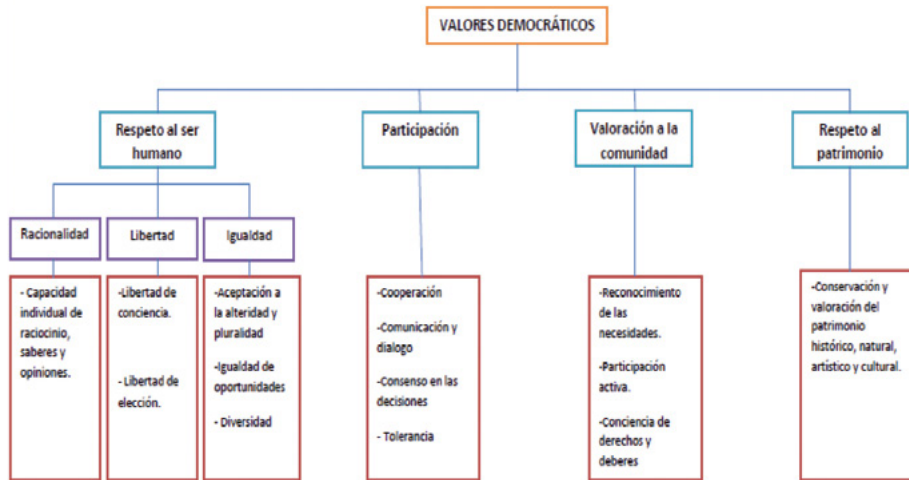 VALORES DEMOCRÁTICOS
Respeto al ser
humano
Participación
Valoración a la
comunidad
Respeto al
patrimonio
Racionalidad
Libertad
Igualdad
- Capacidad
individual de
raciocinio,
saberes y
opiniones.
-Libertad de
conciencia.
- Libertad de
elección.
-Aceptación a
la alteridad y
pluralidad
-Igualdad de
oportunidades
- Diversidad
-Cooperación
-Comunicación y
dialogo
-Consenso en las
decisiones
- Tolerancia
-Reconocimiento
de las
necesidades.
-Participación
activa.
-Conciencia de
derechos y
deberes
-Conservación y
valoración del
patrimonio
histórico, natural,
artístico y cultural.